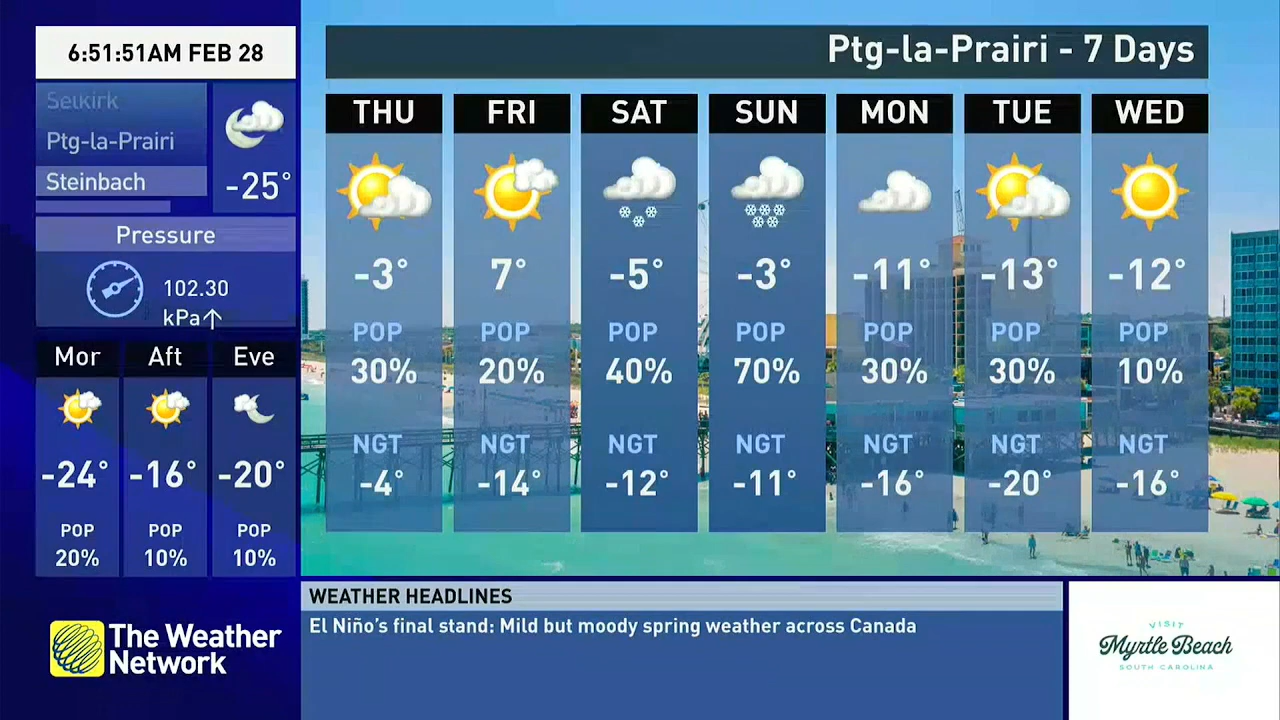 6:51:51AM FEB 28
Selkirk
Ptg-la-Prairi
Steinbach
-25°
Pressure
102.30
kPa↑
Mor Aft Eve
-24° -16° -20°
POP POP POP
20% 10% 10%
The Weather
Network
Ptg-la-Prairi - 7 Days
THU FRI SAT SUN MON TUE WED
-3° 7° -5° -3° -11° -13° -12°
POP POP POP POP POP POP POP
30% 20% 40% 70% 30% 30% 10%
NGT NGT NGT NGT NGT NGT NGT
-4° -14° -12° -11° -16° -20° -16°
WEATHER HEADLINES
El Niño's final stand: Mild but moody spring weather across Canada
VISIT
Myrtle Beach
SOUTH CAROLINA